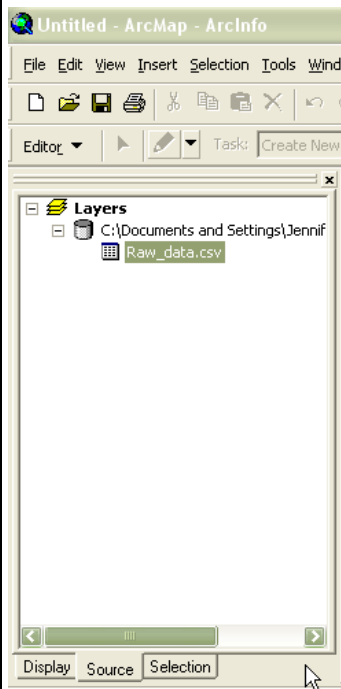 Untitled - ArcMap - ArcInfo
File Edit View Insert Selection Tools Wind
Editor Task: Create New
x
Layers
C:\Documents and Settings\Jennif
Raw_data.csv
Display Source Selection